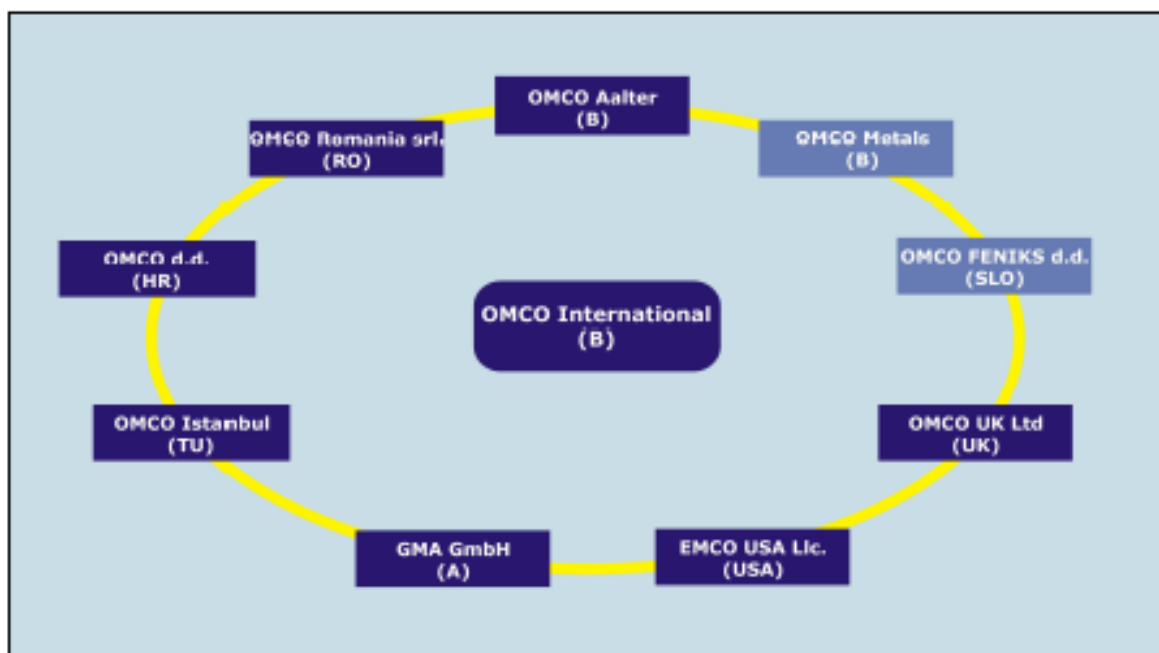 OMCO Aalter
(B)
OMCO Metals
(B)
OMCO FENIKS d.d.
(SLO)
OMCO UK Ltd
(UK)
EMCO USA Llc.
(USA)
GMA GmbH
(A)
OMCO Istambul
(TU)
OMCO d.d.
(HR)
OMCO Romania srl.
(RO)
OMCO International
(B)